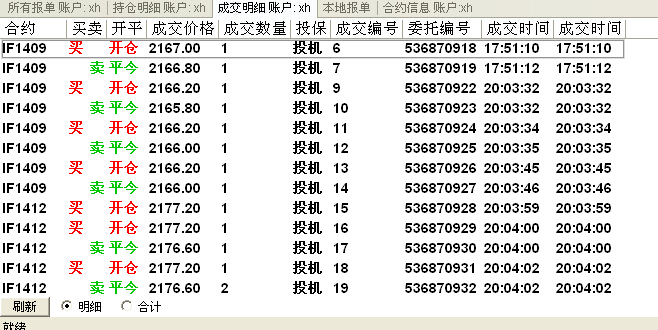 所有报单 账户: xh 持仓明细 账户: xh 成交明细 账户: xh 本地报单 合约信息 账户: xh
合约 买卖 开平 成交价格 成交数量 投保 成交编号 委托编号 成交时间 成交时间
IF1409 买 开仓 2167.00 1 投机 6 536870918 17:51:10 17:51:10
IF1409 卖 平今 2166.80 1 投机 7 536870919 17:51:12 17:51:12
IF1409 买 开仓 2166.20 1 投机 9 536870922 20:03:32 20:03:32
IF1409 卖 平今 2165.80 1 投机 10 536870923 20:03:32 20:03:32
IF1409 买 开仓 2166.20 1 投机 11 536870924 20:03:34 20:03:34
IF1409 卖 平今 2166.00 1 投机 12 536870925 20:03:35 20:03:35
IF1409 买 开仓 2166.20 1 投机 13 536870926 20:03:45 20:03:45
IF1409 卖 平今 2166.00 1 投机 14 536870927 20:03:46 20:03:46
IF1412 买 开仓 2177.20 1 投机 15 536870928 20:03:59 20:03:59
IF1412 买 开仓 2177.20 1 投机 16 536870929 20:04:00 20:04:00
IF1412 卖 平今 2176.60 1 投机 17 536870930 20:04:00 20:04:00
IF1412 买 开仓 2177.20 1 投机 18 536870931 20:04:02 20:04:02
IF1412 卖 平今 2176.60 2 投机 19 536870932 20:04:02 20:04:02
刷新 明细 合计
就绪